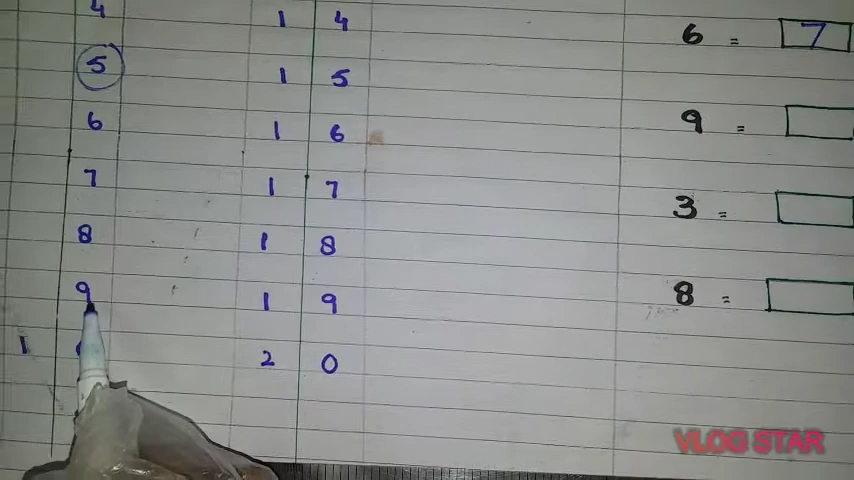 4 1 4 6 = 7
5 1 5
6 1 6 9 =
7 1 7 3 =
8 1 8
9 1 9 8 =
1 2 0
VLOG STAR